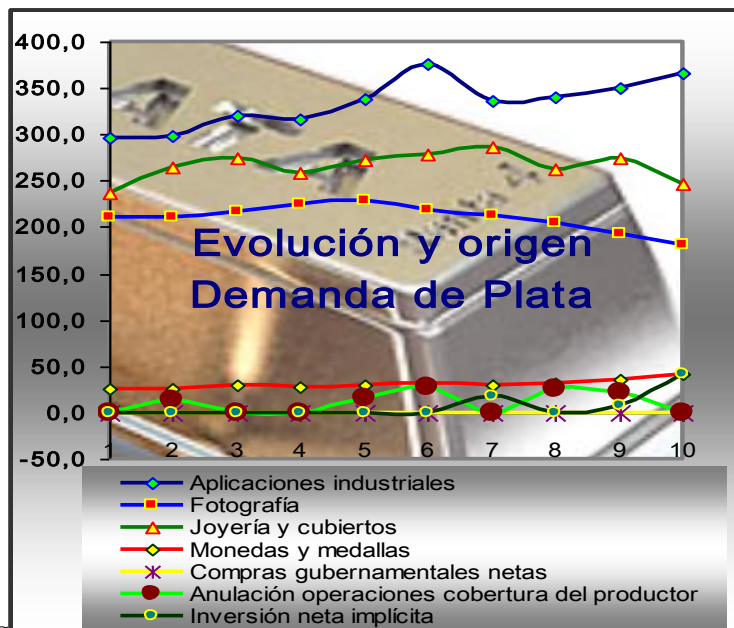 400,0
350,0
300,0
250,0
200,0
150,0
100,0
50,0
0,0
-50,0
Evolución y origen
Demanda de Plata
1 2 3 4 5 6 7 8 9 10
Aplicaciones industriales
Fotografía
Joyería y cubiertos
Monedas y medallas
Compras gubernamentales netas
Anulación operaciones cobertura del productor
Inversión neta implícita